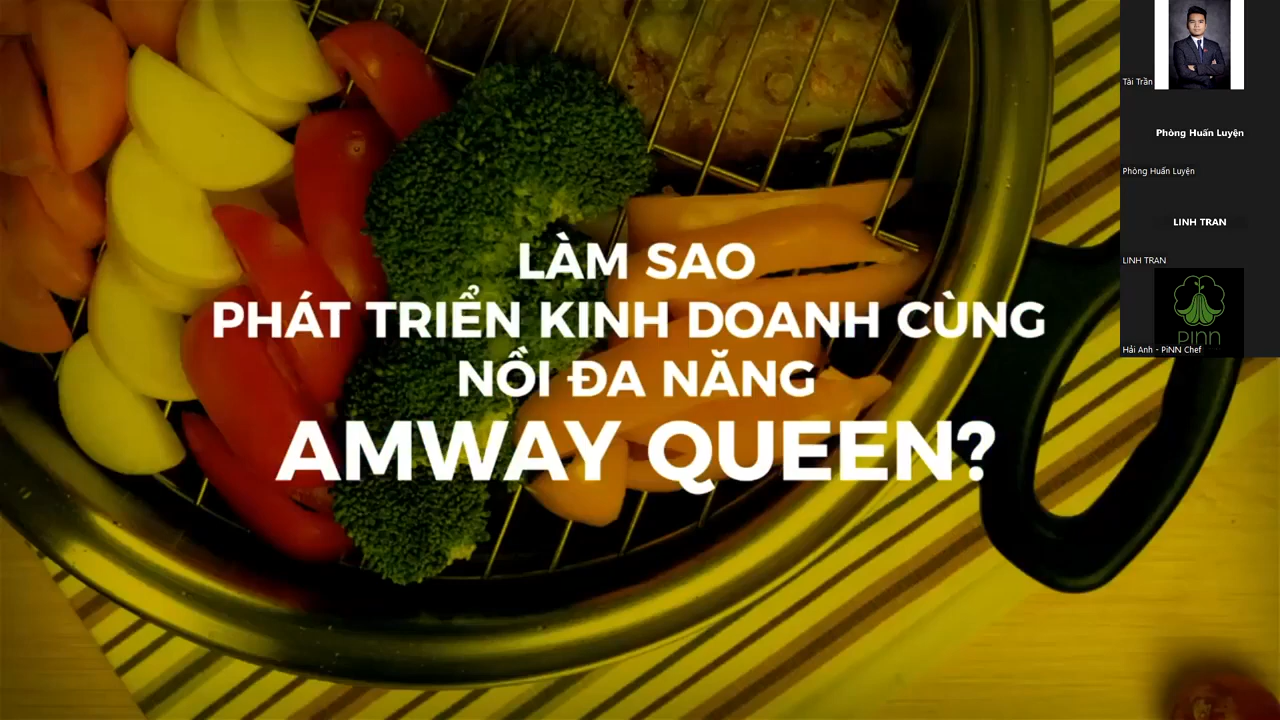 LÀM SAO
PHÁT TRIỂN KINH DOANH CÙNG
NỒI ĐA NĂNG
AMWAY QUEEN?
Tài Trần
Phòng Huấn Luyện
Phòng Huấn Luyện
LINH TRAN
LINH TRAN
PiNN
Hải Anh - PiNN Chef